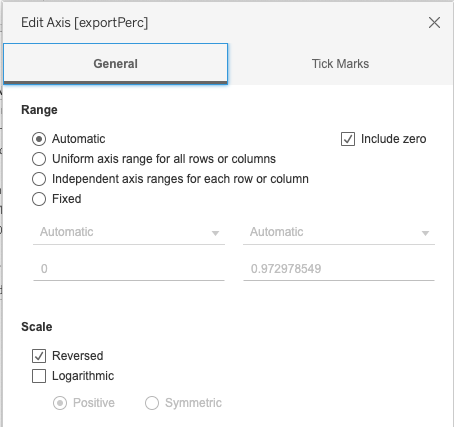 Edit Axis [exportPerc]
General
Tick Marks
Range
Automatic
Include zero
Uniform axis range for all rows or columns
Independent axis ranges for each row or column
Fixed
Automatic
Automatic
0
0.972978549
Scale
Reversed
Logarithmic
Positive
Symmetric